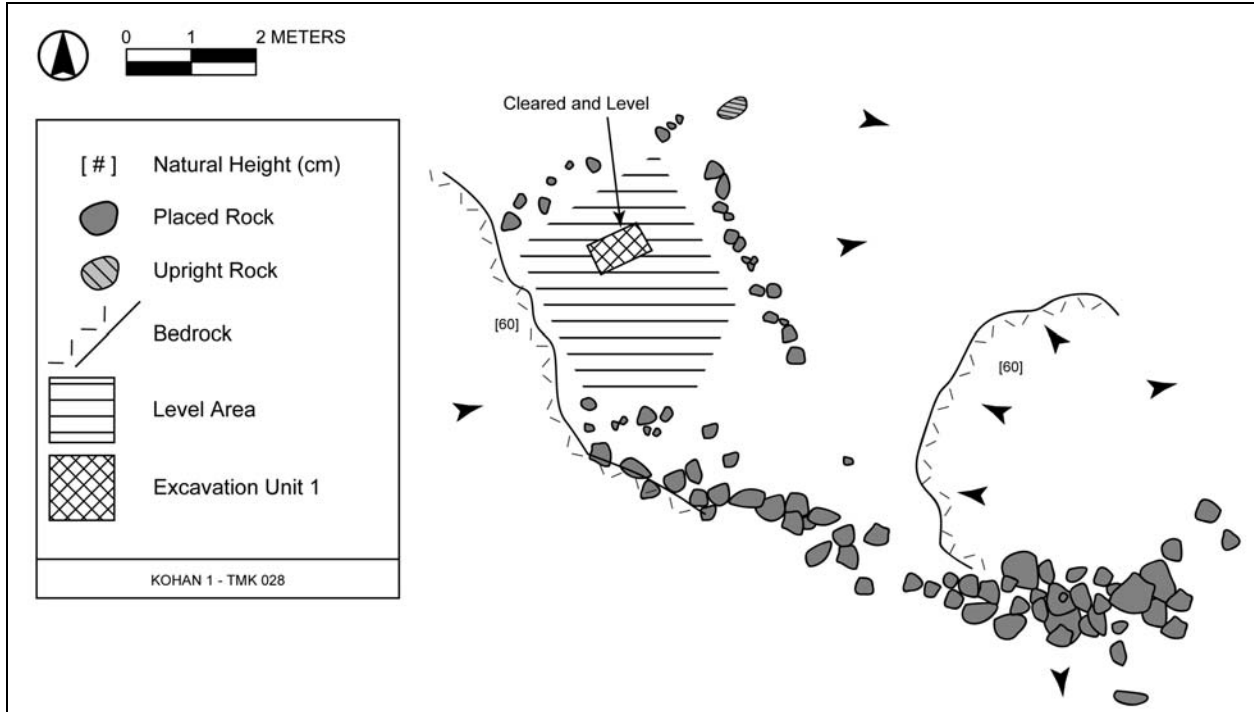 0 1 2 METERS
Cleared and Level
[ # ] Natural Height (cm)
Placed Rock
Upright Rock
Bedrock
Level Area
Excavation Unit 1
KOHAN 1 - TMK 028
[60]
[60]